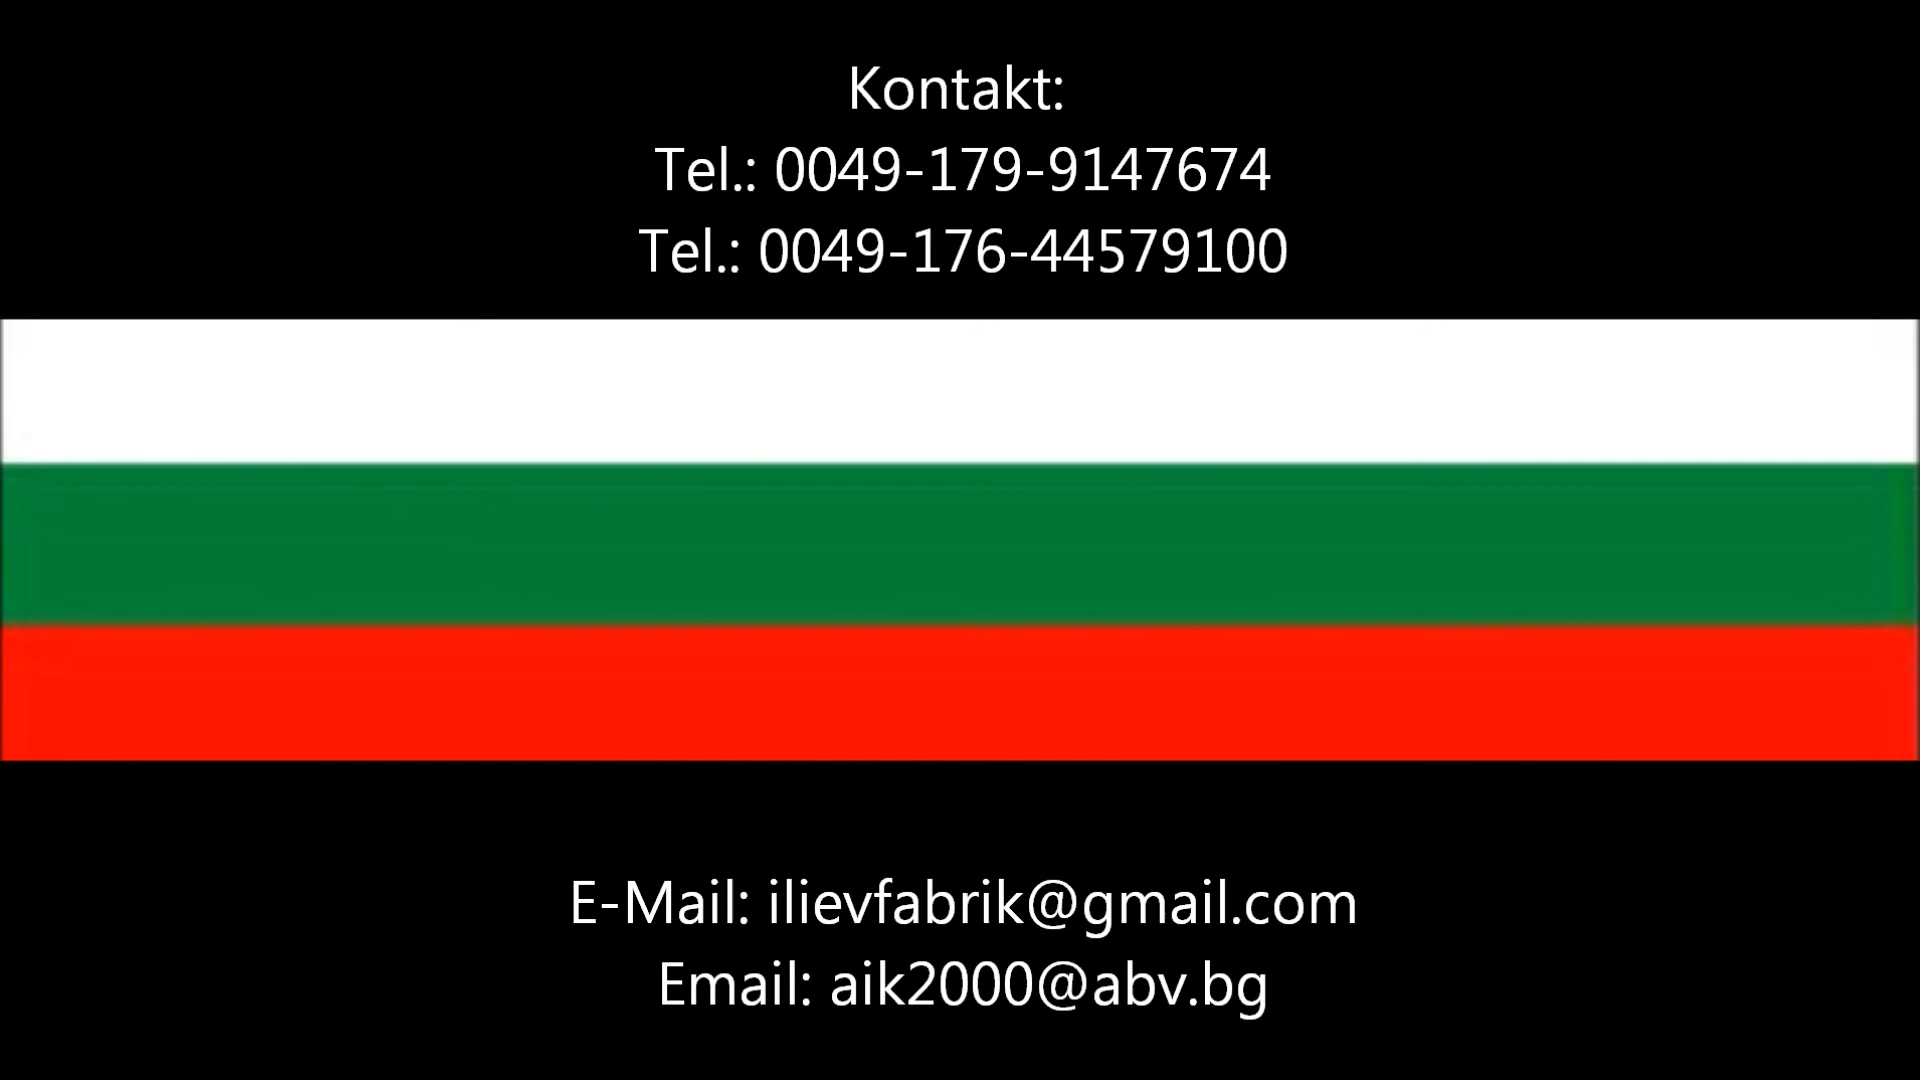 Kontakt:
Tel.: 0049-179-9147674
Tel.: 0049-176-44579100
E-Mail: ilievfabrik@gmail.com
Email: aik2000@abv.bg